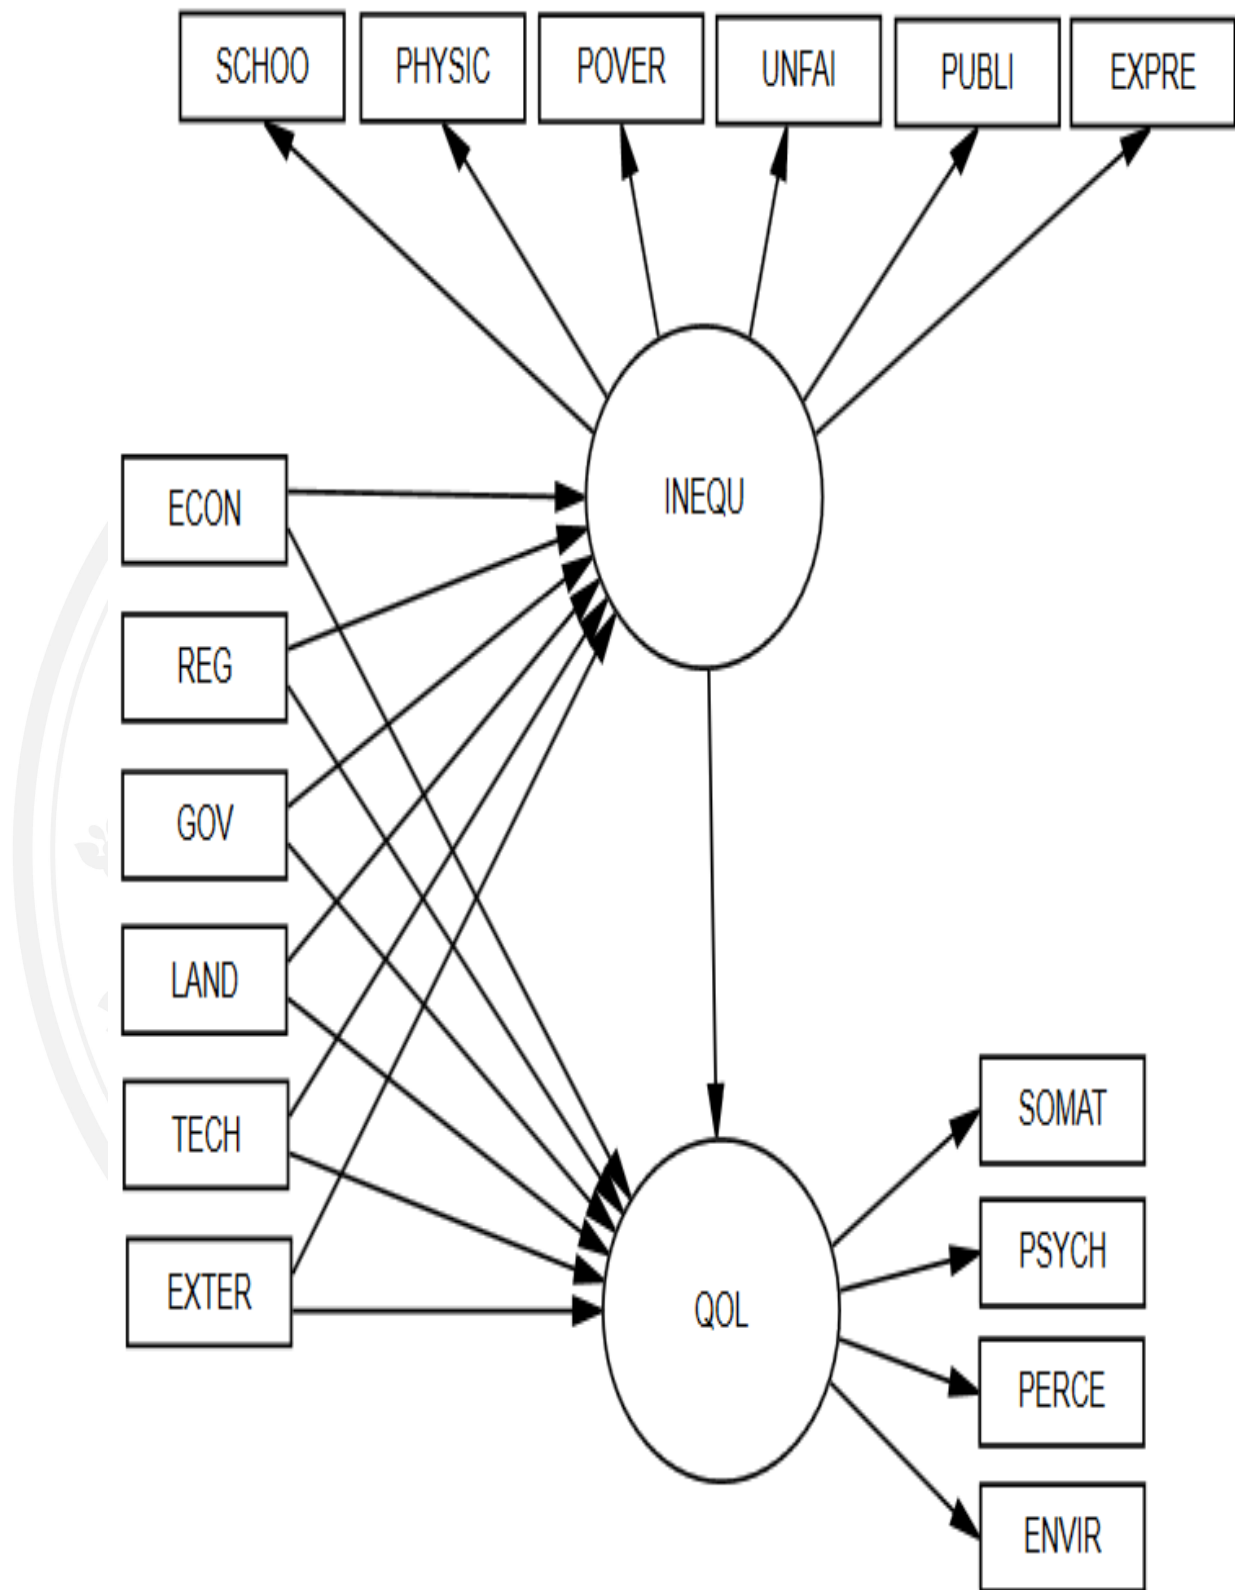 SCHOO
PHYSIC
POVER
UNFAI
PUBLI
EXPRE
INEQU
ECON
REG
GOV
LAND
TECH
EXTER
QOL
SOMAT
PSYCH
PERCE
ENVIR